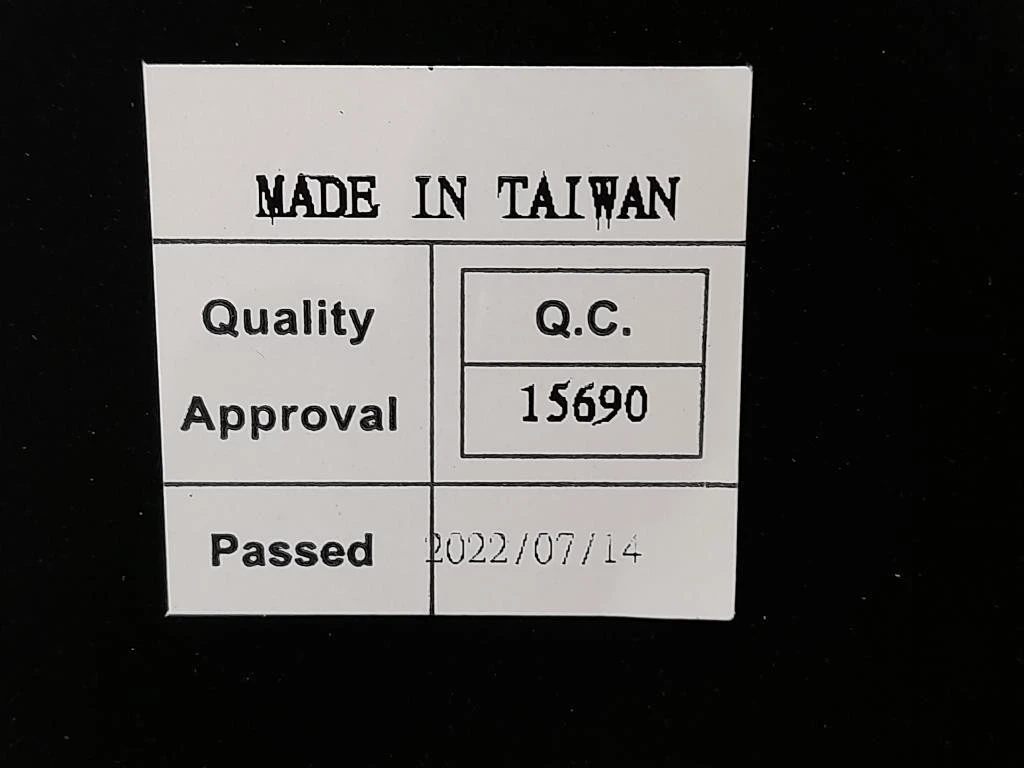 MADE IN TAIWAN
Quality
Approval
Q.C.
15690
Passed 2022/07/14